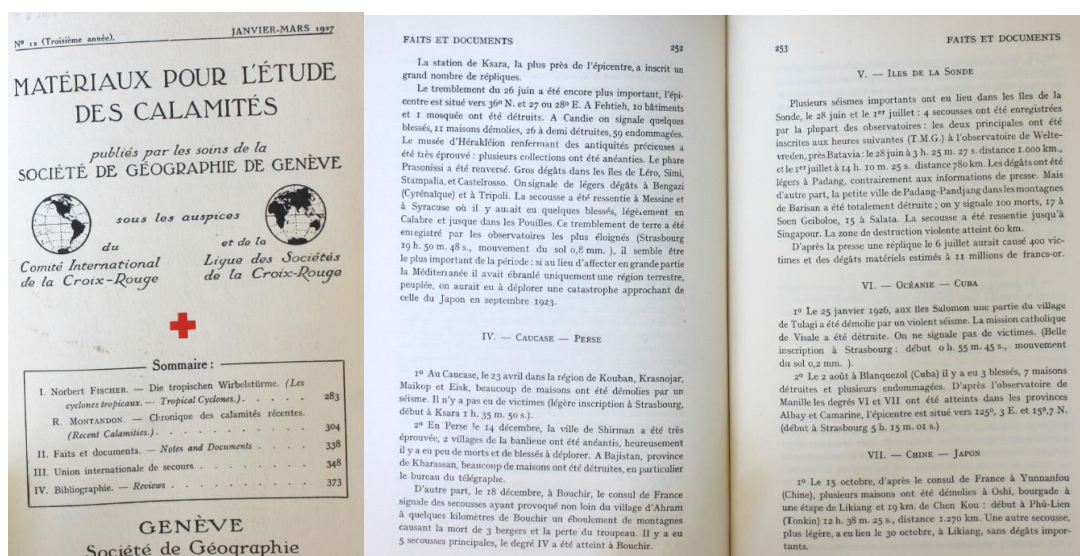 Nº 12 (Troisième année).
JANVIER-MARS 1927
MATÉRIAUX POUR L'ÉTUDE
DES CALAMITÉS
publiés par les soins de la
SOCIÉTÉ DE GÉOGRAPHIE DE GENÈVE
sous les auspices
du
Comité International
de la Croix-Rouge
et de la
Ligue des Sociétés
de la Croix-Rouge
Sommaire :
I. Norbert FISCHER. — Die tropischen Wirbelstürme. (Les
cyclones tropicaux. — Tropical Cyclones.) . . . . . 283
R. MONTANDON. — Chronique des calamités récentes.
(Recent Calamities.) . . . . . . . . . . . . 304
II. Faits et documents. — Notes and Documents . . . . . 338
III. Union internationale de secours . . . . . . . . 348
IV. Bibliographie. — Reviews . . . . . . . . . . . 373
GENÈVE
Société de Géographie
FAITS ET DOCUMENTS
252
La station de Ksara, la plus près de l'épicentre, a inscrit un
grand nombre de répliques.
Le tremblement du 26 juin a été encore plus important, l'épi-
centre est situé vers 36º N. et 27 ou 28º E. A Fehtieh, 10 bâtiments
et 1 mosquée ont été détruits. A Candie on signale quelques
blessés, 11 maisons démolies, 26 à demi détruites, 59 endommagées.
Le musée d'Hérakléion renfermant des antiquités précieuses a
été très éprouvé : plusieurs collections ont été anéanties. Le phare
Prasonissi a été renversé. Gros dégâts dans les îles de Léro, Simi,
Stampalia, et Castelrosso. On signale de légers dégâts à Bengazi
(Cyrénaïque) et à Tripoli. La secousse a été ressentie à Messine et
à Syracuse où il y aurait eu quelques blessés, légèrement en
Calabre et jusque dans les Pouilles. Ce tremblement de terre a été
enregistré par les observatoires les plus éloignés (Strasbourg
19 h. 50 m. 48 s., mouvement du sol 0,8 mm. ), il semble être
le plus important de la période : si au lieu d'affecter en grande partie
la Méditerranée il avait ébranlé uniquement une région terrestre,
peuplée, on aurait eu à déplorer une catastrophe approchant de
celle du Japon en septembre 1923.
IV. — CAUCASE — PERSE
1º Au Caucase, le 23 avril dans la région de Kouban, Krasnojar,
Maikop et Eisk, beaucoup de maisons ont été démolies par un
séisme. Il n'y a pas eu de victimes (légère inscription à Strasbourg,
début à Ksara 1 h. 35 m. 50 s.).
2º En Perse le 14 décembre, la ville de Shirman a été très
éprouvée, 2 villages de la banlieue ont été anéantis, heureusement
il y a eu peu de morts et de blessés à déplorer. A Bajistan, province
de Kharassan, beaucoup de maisons ont été détruites, en particulier
le bureau du télégraphe.
D'autre part, le 18 décembre, à Bouchir, le consul de France
signale des secousses ayant provoqué non loin du village d'Ahram
à quelques kilomètres de Bouchir un éboulement de montagnes
causant la mort de 3 bergers et la perte du troupeau. Il y a eu
5 secousses principales, le degré IV a été atteint à Bouchir.
253
FAITS ET DOCUMENTS
V. — ILES DE LA SONDE
Plusieurs séismes importants ont eu lieu dans les îles de la
Sonde, le 28 juin et le 1er juillet : 4 secousses ont été enregistrées
par la plupart des observatoires : les deux principales ont été
inscrites aux heures suivantes (T.M.G.) à l'observatoire de Welte-
vreden, près Batavia : le 28 juin à 3 h. 25 m. 27 s. distance 1.000 km.,
et le 1er juillet à 14 h. 10 m. 25 s. distance 780 km. Les dégâts ont été
légers à Padang, contrairement aux informations de presse. Mais
d'autre part, la petite ville de Padang-Pandjang dans les montagnes
de Barisan a été totalement détruite ; on y signale 100 morts, 17 à
Soen Geiboloe, 15 à Salata. La secousse a été ressentie jusqu'à
Singapour. La zone de destruction violente atteint 60 km.
D'après la presse une réplique le 6 juillet aurait causé 400 vic-
times et des dégâts matériels estimés à 11 millions de francs-or.
VI. — OCÉANIE — CUBA
1º Le 25 janvier 1926, aux Iles Salomon une partie du village
de Tulagi a été démolie par un violent séisme. La mission catholique
de Visale a été détruite. On ne signale pas de victimes. (Belle
inscription à Strasbourg : début 0 h. 55 m. 45 s., mouvement
du sol 0,2 mm. ).
2º Le 2 août à Blanquezol (Cuba) il y a eu 3 blessés, 7 maisons
détruites et plusieurs endommagées. D'après l'observatoire de
Manille les degrés VI et VII ont été atteints dans les provinces
Albay et Camarine, l'épicentre est situé vers 125º, 3 E. et 15º,7 N.
(début à Strasbourg 5 h. 15 m. 01 s.)
VII. — CHINE — JAPON
1º Le 15 octobre, d'après le consul de France à Yunnanfou
(Chine), plusieurs maisons ont été démolies à Oshi, bourgade à
une étape de Likiang et 19 km. de Chen Kou : début à Phù-Lien
(Tonkin) 12 h. 38 m. 25 s., distance 1.270 km. Une autre secousse,
plus légère, a eu lieu le 30 octobre, à Likiang, sans dégâts impor-
tants.